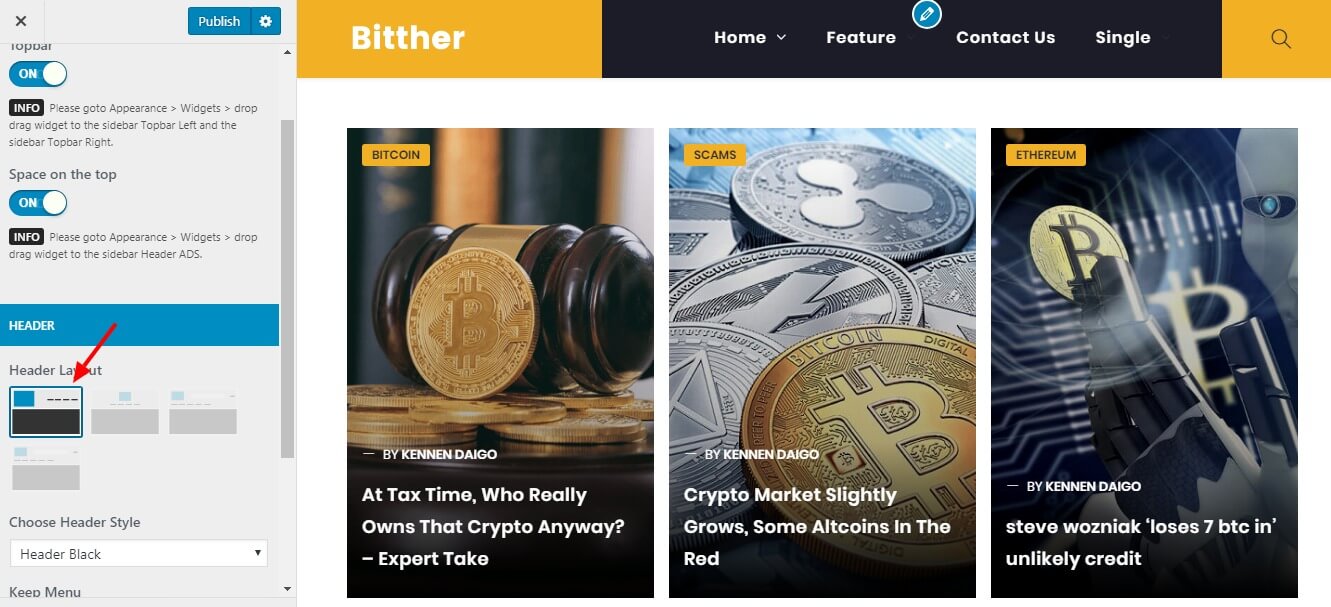 Publish
Topbar
ON
INFO Please goto Appearance > Widgets > drop
drag widget to the sidebar Topbar Left and the
sidebar Topbar Right.
Space on the top
ON
INFO Please goto Appearance > Widgets > drop
drag widget to the sidebar Header ADS.
HEADER
Header Layout
Choose Header Style
Header Black
Keep Menu
Bitther
Home Feature Contact Us Single
BITCOIN
BY KENNEN DAIGO
At Tax Time, Who Really
Owns That Crypto Anyway?
– Expert Take
SCAMS
BITCOIN
DIGITAL
PEER TO PEER
BY KENNEN DAIGO
Crypto Market Slightly
Grows, Some Altcoins In The
Red
ETHEREUM
BY KENNEN DAIGO
steve wozniak ‘loses 7 btc in’
unlikely credit